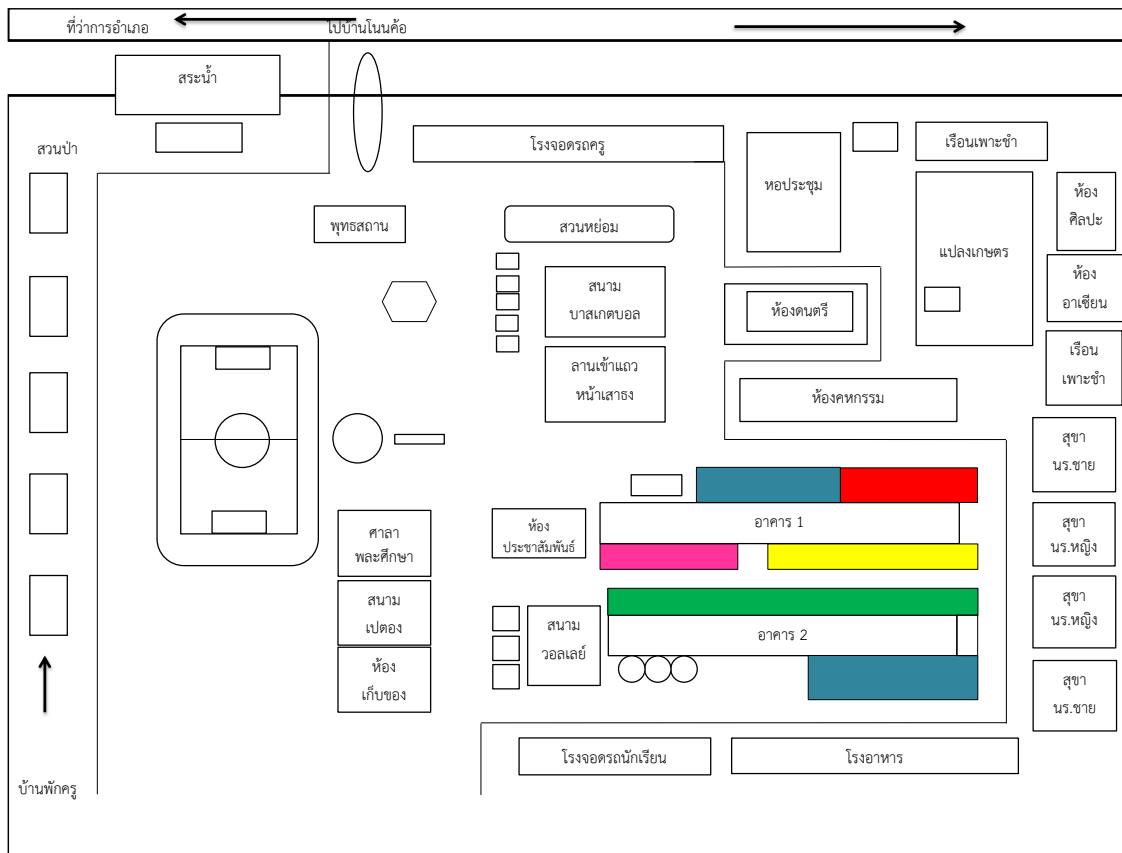 ที่ว่าการอำเภอ
ไปบ้านโนนค้อ
สระน้ำ
สวนป่า
โรงจอดรถครู
หอประชุม
เรือนเพาะชำ
ห้อง
ศิลปะ
พุทธสถาน
สวนหย่อม
แปลงเกษตร
สนาม
บาสเกตบอล
ห้องดนตรี
ห้อง
อาเซียน
ลานเข้าแถว
หน้าเสาธง
เรือน
เพาะชำ
ห้องคหกรรม
สุขา
นร.ชาย
ศาลา
พละศึกษา
ห้อง
ประชาสัมพันธ์
อาคาร 1
สุขา
นร.หญิง
สนาม
เปตอง
สนาม
วอลเลย์
อาคาร 2
สุขา
นร.หญิง
ห้อง
เก็บของ
สุขา
นร.ชาย
โรงจอดรถนักเรียน
โรงอาหาร
บ้านพักครู